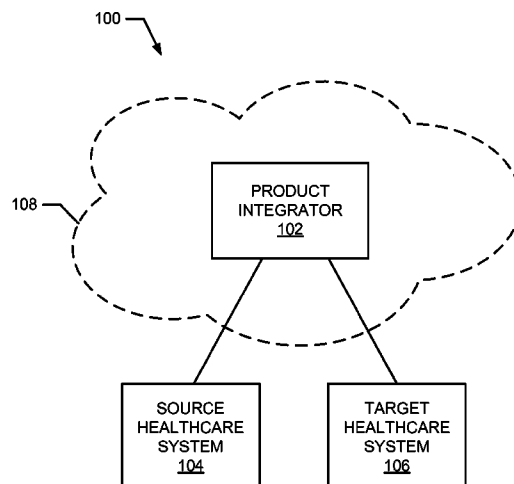 100
PRODUCT
INTEGRATOR
102
108
SOURCE
HEALTHCARE
SYSTEM
104
TARGET
HEALTHCARE
SYSTEM
106